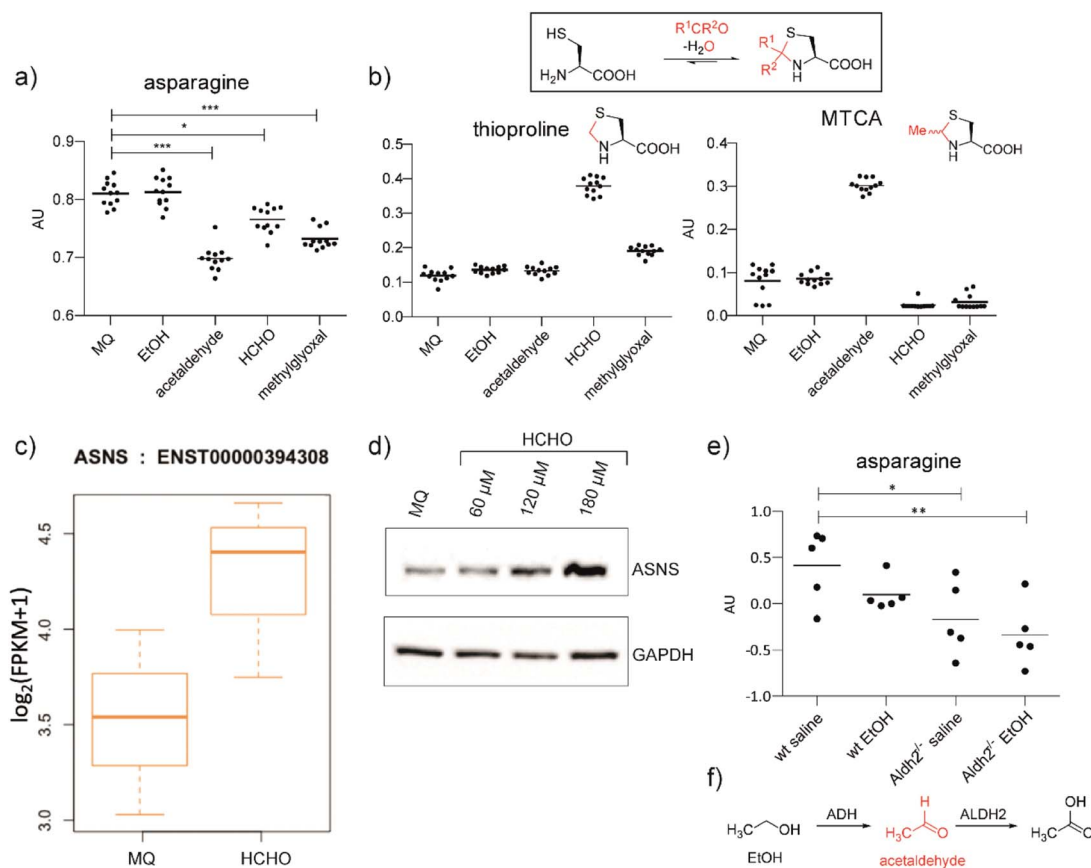 R¹CR²O
-H₂O
HS
H₂N
COOH
R¹
R²
S
NH
COOH
a)
asparagine
***
*
***
0.9
0.8
0.7
0.6
AU
MQ
EtOH
acetaldehyde
HCHO
methylglyoxal
b)
thioproline
S
NH
COOH
0.4
0.3
0.2
0.1
0.0
MQ
EtOH
acetaldehyde
HCHO
methylglyoxal
MTCA
Me
S
NH
COOH
AU
0.4
0.3
0.2
0.1
0.0
MQ
EtOH
acetaldehyde
HCHO
methylglyoxal
c)
ASNS : ENST00000394308
log₂(FPKM+1)
4.5
4.0
3.5
3.0
MQ
HCHO
d)
HCHO
MQ
60 µM
120 µM
180 µM
ASNS
GAPDH
e)
asparagine
*
**
AU
1.0
0.5
0.0
-0.5
-1.0
wt saline
wt EtOH
Aldh2⁻/⁻ saline
Aldh2⁻/⁻ EtOH
f)
H₃C
OH
EtOH
ADH
H
H₃C
O
acetaldehyde
ALDH2
OH
H₃C
O